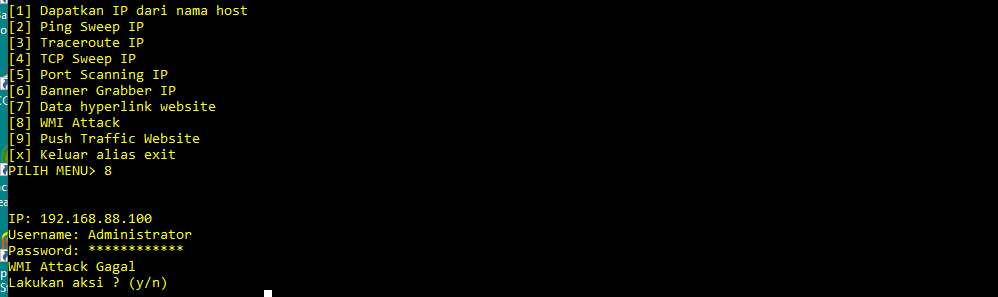 [1] Dapatkan IP dari nama host
[2] Ping Sweep IP
[3] Traceroute IP
[4] TCP Sweep IP
[5] Port Scanning IP
[6] Banner Grabber IP
[7] Data hyperlink website
[8] WMI Attack
[9] Push Traffic Website
[x] Keluar alias exit
PILIH MENU> 8
IP: 192.168.88.100
Username: Administrator
Password: ************
WMI Attack Gagal
Lakukan aksi ? (y/n)